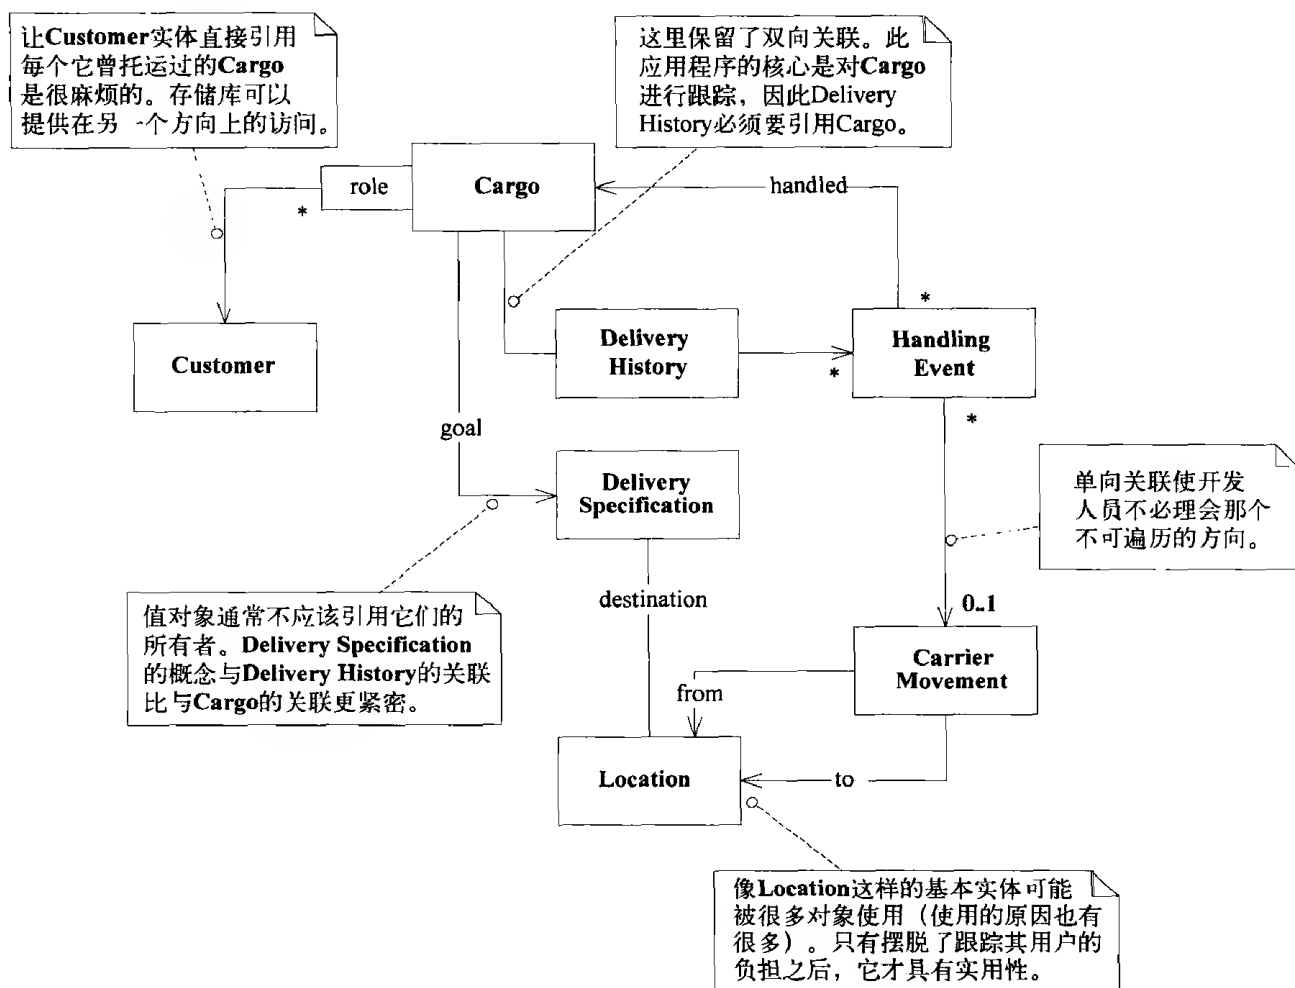 让Customer实体直接引用
每个它曾托运过的Cargo
是很麻烦的。存储库可以
提供在另一个方向上的访问。
这里保留了双向关联。此
应用程序的核心是对Cargo
进行跟踪，因此Delivery
History必须要引用Cargo。
role
*
Cargo
handled
*
Customer
Delivery
History
*
Handling
Event
*
goal
Delivery
Specification
单向关联使开发
人员不必理会那个
不可遍历的方向。
destination
0..1
值对象通常不应该引用它们的
所有者。Delivery Specification
的概念与Delivery History的关联
比与Cargo的关联更紧密。
Carrier
Movement
from
Location
to
像Location这样的基本实体可能
被很多对象使用（使用的原因也有
很多）。只有摆脱了跟踪其用户的
负担之后，它才具有实用性。